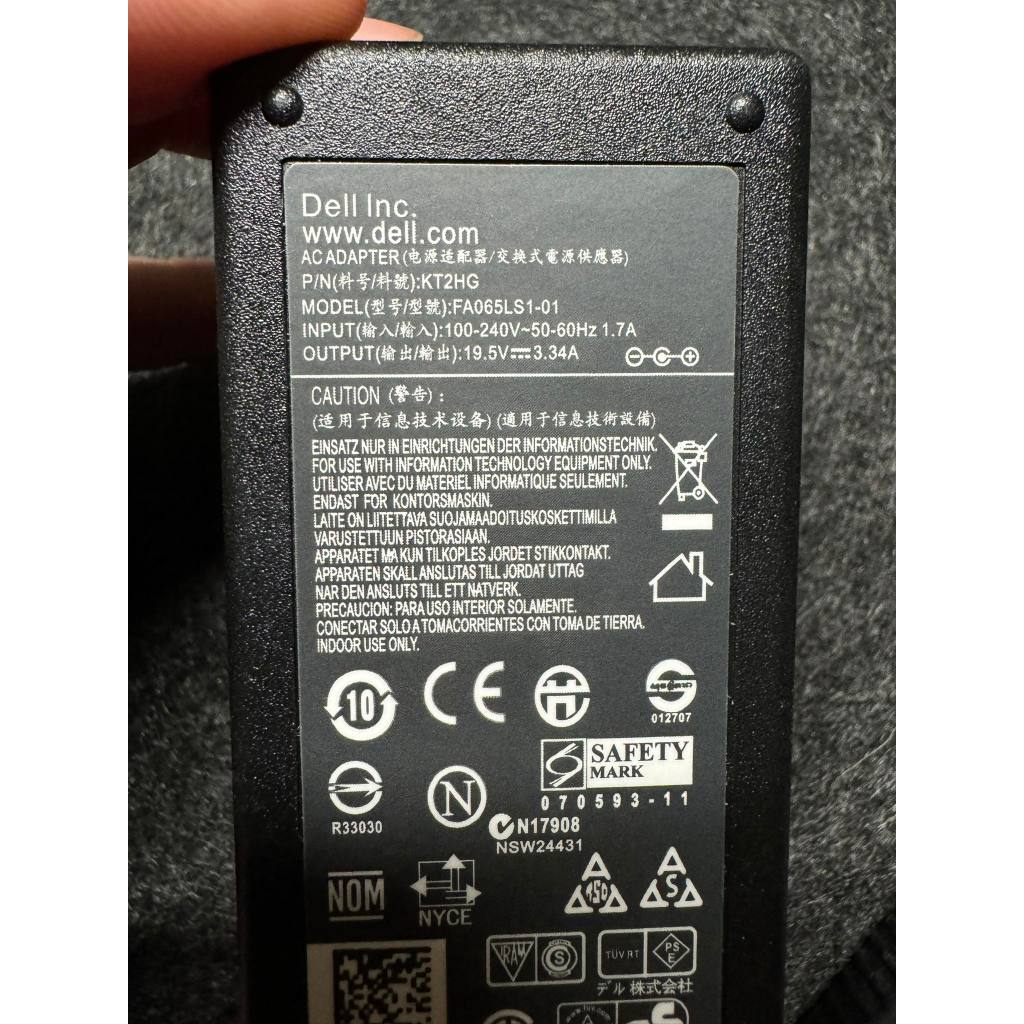 Dell Inc.
www.dell.com
AC ADAPTER (电源适配器/交換式電源供應器)
P/N(料号/料號):KT2HG
MODEL(型号/型號):FA065LS1-01
INPUT(输入/輸入):100-240V~50-60Hz 1.7A
OUTPUT(输出/輸出):19.5V⎓3.34A
CAUTION (警告) :
(适用于信息技术设备) (適用于信息技術設備)
EINSATZ NUR IN EINRICHTUNGEN DER INFORMATIONSTECHNIK.
FOR USE WITH INFORMATION TECHNOLOGY EQUIPMENT ONLY.
UTILISER AVEC DU MATERIEL INFORMATIQUE SEULEMENT.
ENDAST FOR KONTORSMASKIN.
LAITE ON LIITETTAVA SUOJAMAADOITUSKOSKETTIMILLA
VARUSTETTUUN PISTORASIAAN.
APPARATET MA KUN TILKOPLES JORDET STIKKONTAKT.
APPARATEN SKALL ANSLUTAS TILL JORDAT UTTAG
NAR DEN ANSLUTS TILL ETT NATVERK.
PRECAUCION: PARA USO INTERIOR SOLAMENTE.
CONECTAR SOLO A TOMACORRIENTES CON TOMA DE TIERRA.
INDOOR USE ONLY.
10 CE
012707
SAFETY
MARK
070593-11
R33030
N
N17908
NSW24431
NOM
NYCE
150 S
IRAM S TÜV RT PS E
デル株式会社